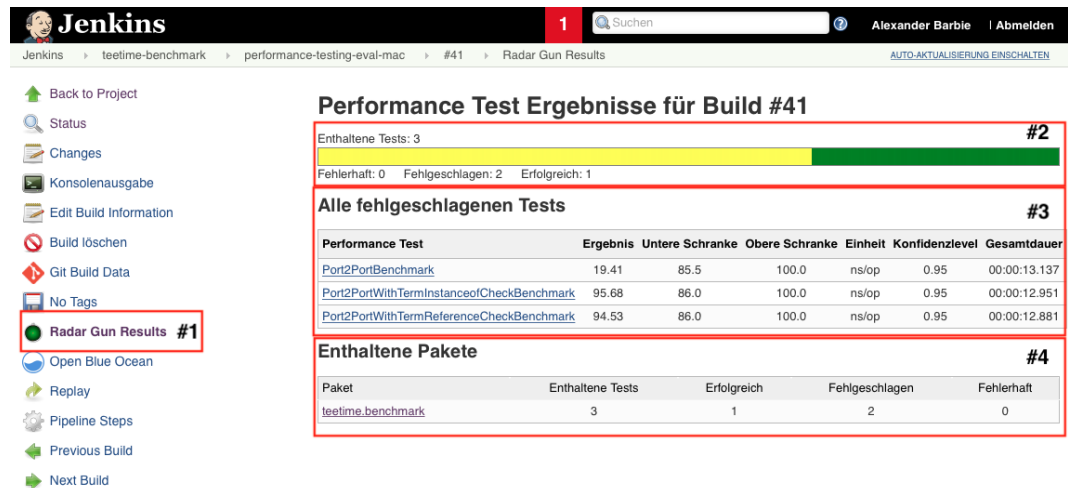 Jenkins
1
Suchen
Alexander Barbie | Abmelden
Jenkins teetime-benchmark performance-testing-eval-mac #41 Radar Gun Results
AUTO-AKTUALISIERUNG EINSCHALTEN
Back to Project
Status
Changes
Konsolenausgabe
Edit Build Information
Build löschen
Git Build Data
No Tags
Radar Gun Results #1
Open Blue Ocean
Replay
Pipeline Steps
Previous Build
Next Build
Performance Test Ergebnisse für Build #41
#2
Enthaltene Tests: 3
Fehlerhaft: 0 Fehlgeschlagen: 2 Erfolgreich: 1
Alle fehlgeschlagenen Tests
#3
Performance Test Ergebnis Untere Schranke Obere Schranke Einheit Konfidenzlevel Gesamtdauer
Port2PortBenchmark 19.41 85.5 100.0 ns/op 0.95 00:00:13.137
Port2PortWithTermInstanceofCheckBenchmark 95.68 86.0 100.0 ns/op 0.95 00:00:12.951
Port2PortWithTermReferenceCheckBenchmark 94.53 86.0 100.0 ns/op 0.95 00:00:12.881
Enthaltene Pakete
#4
Paket Enthaltene Tests Erfolgreich Fehlgeschlagen Fehlerhaft
teetime.benchmark 3 1 2 0